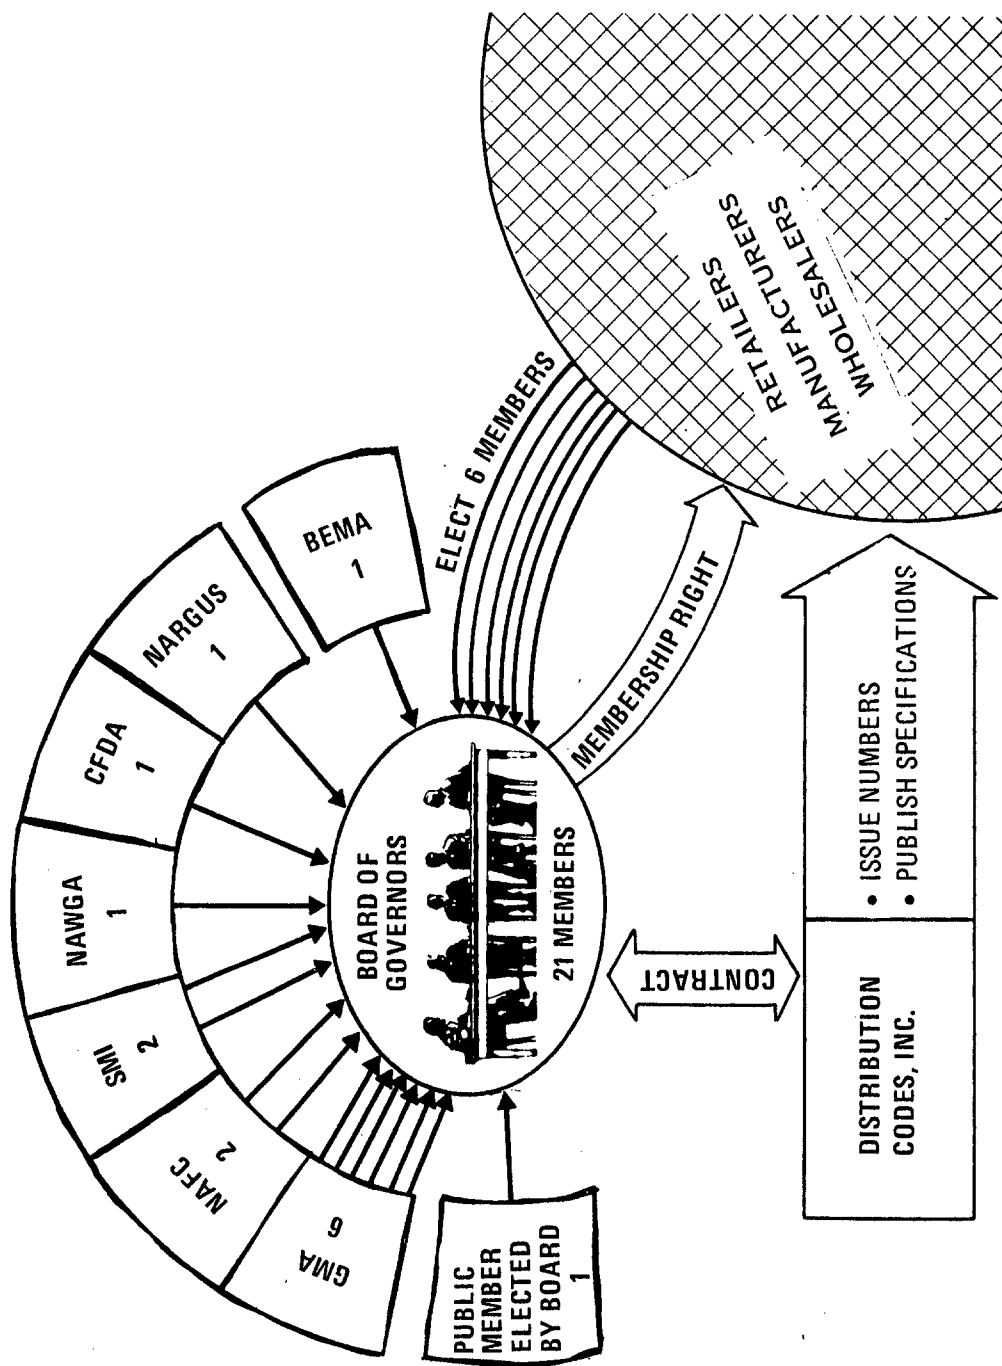 PUBLIC
MEMBER
ELECTED
BY BOARD
1
GMA
6
NAFC
2
SMI
2
NAWGA
1
CFDA
1
NARGUS
1
BEMA
1
BOARD OF
GOVERNORS
21 MEMBERS
ELECT 6 MEMBERS
MEMBERSHIP RIGHT
RETAILERS
MANUFACTURERS
WHOLESALERS
CONTRACT
DISTRIBUTION
CODES, INC.
• ISSUE NUMBERS
• PUBLISH SPECIFICATIONS